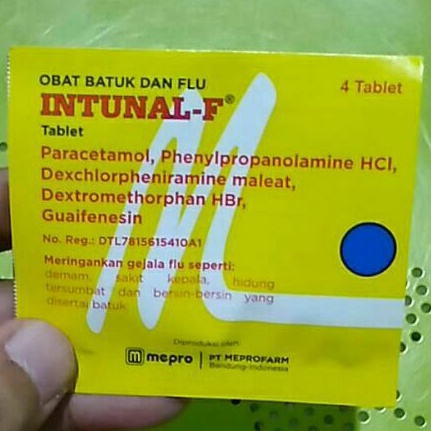 OBAT BATUK DAN FLU
4 Tablet
INTUNAL-F®
Tablet
Paracetamol, Phenylpropanolamine HCl,
Dexchlorpheniramine maleat,
Dextromethorphan HBr,
Guaifenesin
No. Reg.: DTL7815615410A1
Meringankan gejala flu seperti:
demam, sakit kepala, hidung
tersumbat dan bersin-bersin yang
disertai batuk
Diproduksi oleh:
mepro | PT MEPROFARM
Bandung-Indonesia